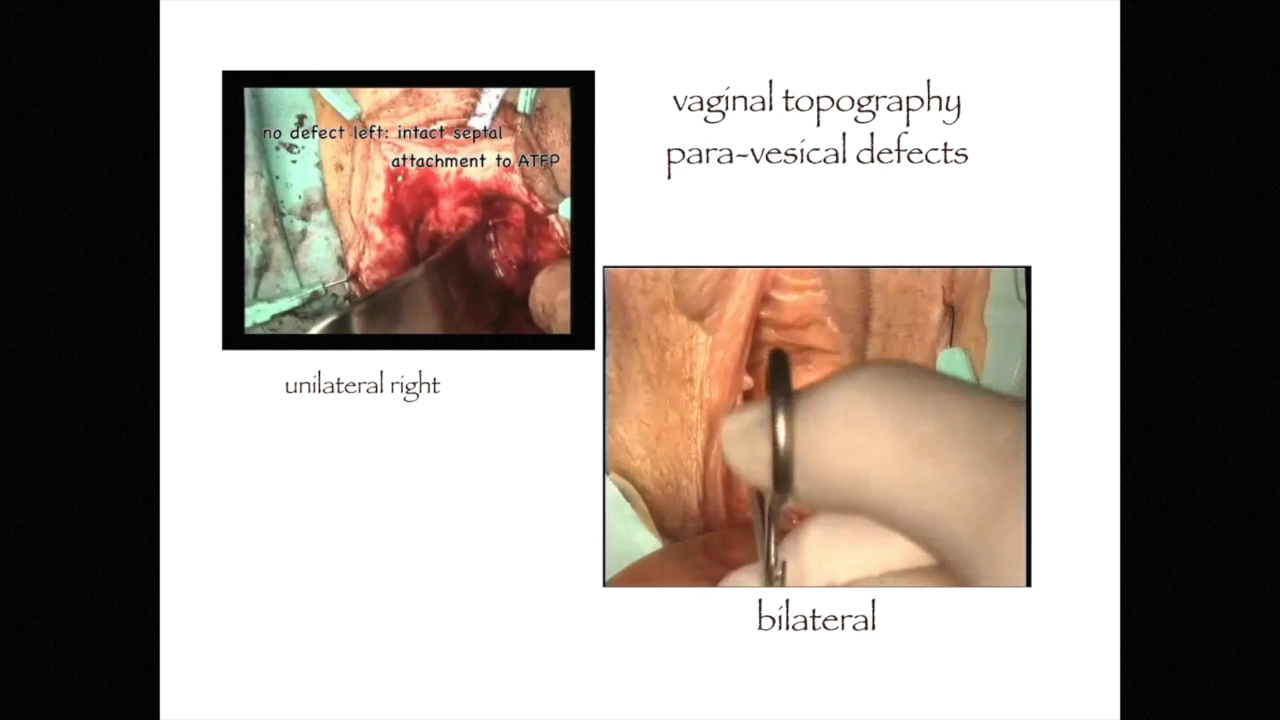 vaginal topography
para-vesical defects
no defect left: intact septal
attachment to ATFP
unilateral right
bilateral